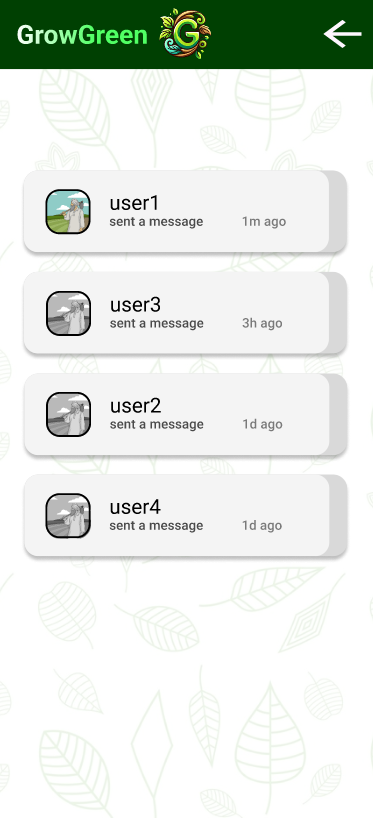 GrowGreen G
user1
sent a message 1m ago
user3
sent a message 3h ago
user2
sent a message 1d ago
user4
sent a message 1d ago